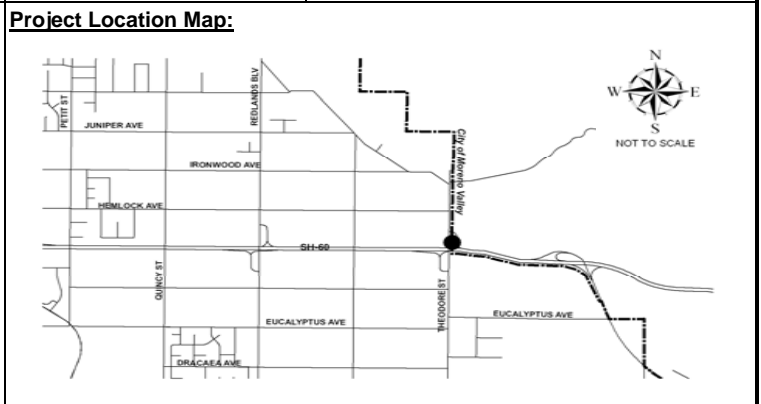 Project Location Map:
N
W E
S
NOT TO SCALE
PETIT ST
REDLANDS BLV
JUNIPER AVE
City of Moreno Valley
IRONWOOD AVE
HEMLOCK AVE
SH-60
QUINCY ST
THEODORE ST
EUCALYPTUS AVE
EUCALYPTUS AVE
DRACAEA AVE